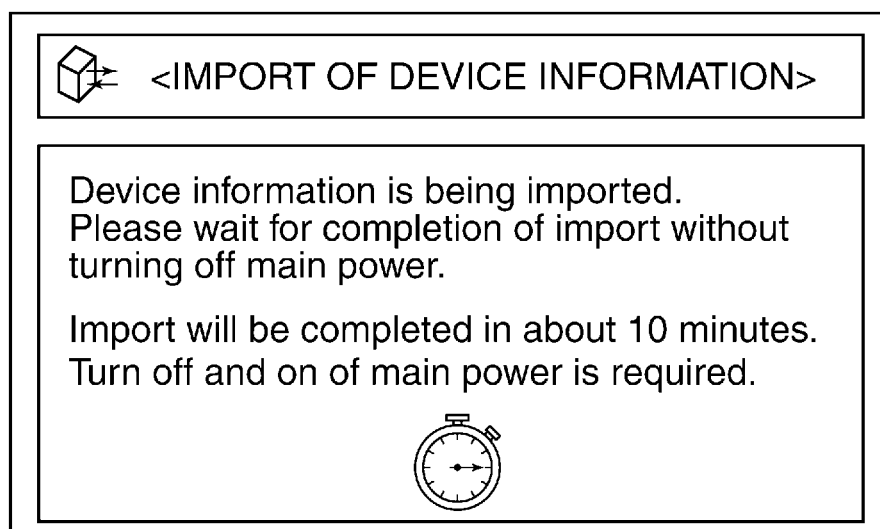 <IMPORT OF DEVICE INFORMATION>
Device information is being imported.
Please wait for completion of import without
turning off main power.
Import will be completed in about 10 minutes.
Turn off and on of main power is required.